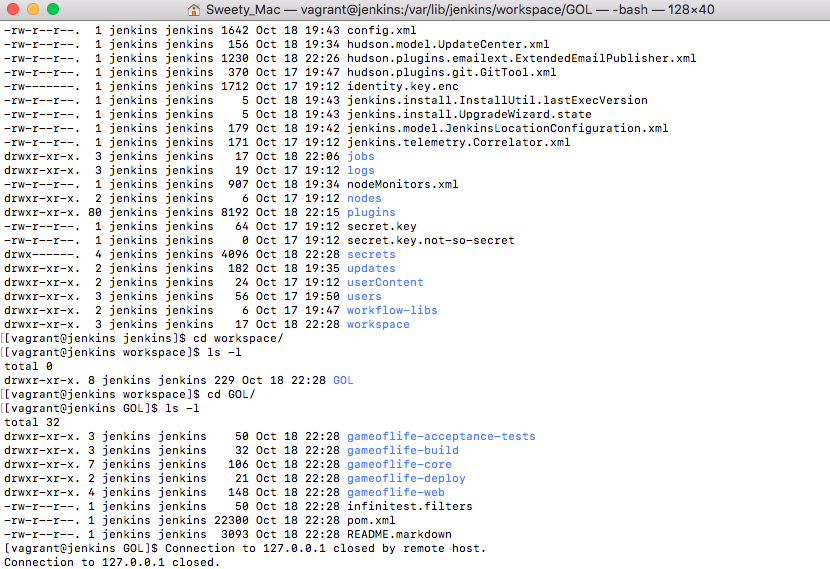 Sweety_Mac — vagrant@jenkins:/var/lib/jenkins/workspace/GOL — -bash — 128×40
-rw-r--r--. 1 jenkins jenkins 1642 Oct 18 19:43 config.xml
-rw-r--r--. 1 jenkins jenkins 156 Oct 18 19:34 hudson.model.UpdateCenter.xml
-rw-r--r--. 1 jenkins jenkins 1230 Oct 18 22:26 hudson.plugins.emailext.ExtendedEmailPublisher.xml
-rw-r--r--. 1 jenkins jenkins 370 Oct 17 19:47 hudson.plugins.git.GitTool.xml
-rw-------. 1 jenkins jenkins 1712 Oct 17 19:12 identity.key.enc
-rw-r--r--. 1 jenkins jenkins 5 Oct 18 19:43 jenkins.install.InstallUtil.lastExecVersion
-rw-r--r--. 1 jenkins jenkins 5 Oct 18 19:43 jenkins.install.UpgradeWizard.state
-rw-r--r--. 1 jenkins jenkins 179 Oct 18 19:42 jenkins.model.JenkinsLocationConfiguration.xml
-rw-r--r--. 1 jenkins jenkins 171 Oct 17 19:12 jenkins.telemetry.Correlator.xml
drwxr-xr-x. 3 jenkins jenkins 17 Oct 18 22:06 jobs
drwxr-xr-x. 3 jenkins jenkins 19 Oct 17 19:12 logs
-rw-r--r--. 1 jenkins jenkins 907 Oct 18 19:34 nodeMonitors.xml
drwxr-xr-x. 2 jenkins jenkins 6 Oct 17 19:12 nodes
drwxr-xr-x. 80 jenkins jenkins 8192 Oct 18 22:15 plugins
-rw-r--r--. 1 jenkins jenkins 64 Oct 17 19:12 secret.key
-rw-r--r--. 1 jenkins jenkins 0 Oct 17 19:12 secret.key.not-so-secret
drwx------. 4 jenkins jenkins 4096 Oct 18 22:28 secrets
drwxr-xr-x. 2 jenkins jenkins 182 Oct 18 19:35 updates
drwxr-xr-x. 2 jenkins jenkins 24 Oct 17 19:12 userContent
drwxr-xr-x. 3 jenkins jenkins 56 Oct 17 19:50 users
drwxr-xr-x. 2 jenkins jenkins 6 Oct 17 19:47 workflow-libs
drwxr-xr-x. 3 jenkins jenkins 17 Oct 18 22:28 workspace
[[vagrant@jenkins jenkins]$ cd workspace/
[[vagrant@jenkins workspace]$ ls -l
total 0
drwxr-xr-x. 8 jenkins jenkins 229 Oct 18 22:28 GOL
[[vagrant@jenkins workspace]$ cd GOL/
[[vagrant@jenkins GOL]$ ls -l
total 32
drwxr-xr-x. 3 jenkins jenkins 50 Oct 18 22:28 gameoflife-acceptance-tests
drwxr-xr-x. 3 jenkins jenkins 32 Oct 18 22:28 gameoflife-build
drwxr-xr-x. 7 jenkins jenkins 106 Oct 18 22:28 gameoflife-core
drwxr-xr-x. 2 jenkins jenkins 21 Oct 18 22:28 gameoflife-deploy
drwxr-xr-x. 4 jenkins jenkins 148 Oct 18 22:28 gameoflife-web
-rw-r--r--. 1 jenkins jenkins 50 Oct 18 22:28 infinitest.filters
-rw-r--r--. 1 jenkins jenkins 22300 Oct 18 22:28 pom.xml
-rw-r--r--. 1 jenkins jenkins 3093 Oct 18 22:28 README.markdown
[vagrant@jenkins GOL]$ Connection to 127.0.0.1 closed by remote host.
Connection to 127.0.0.1 closed.